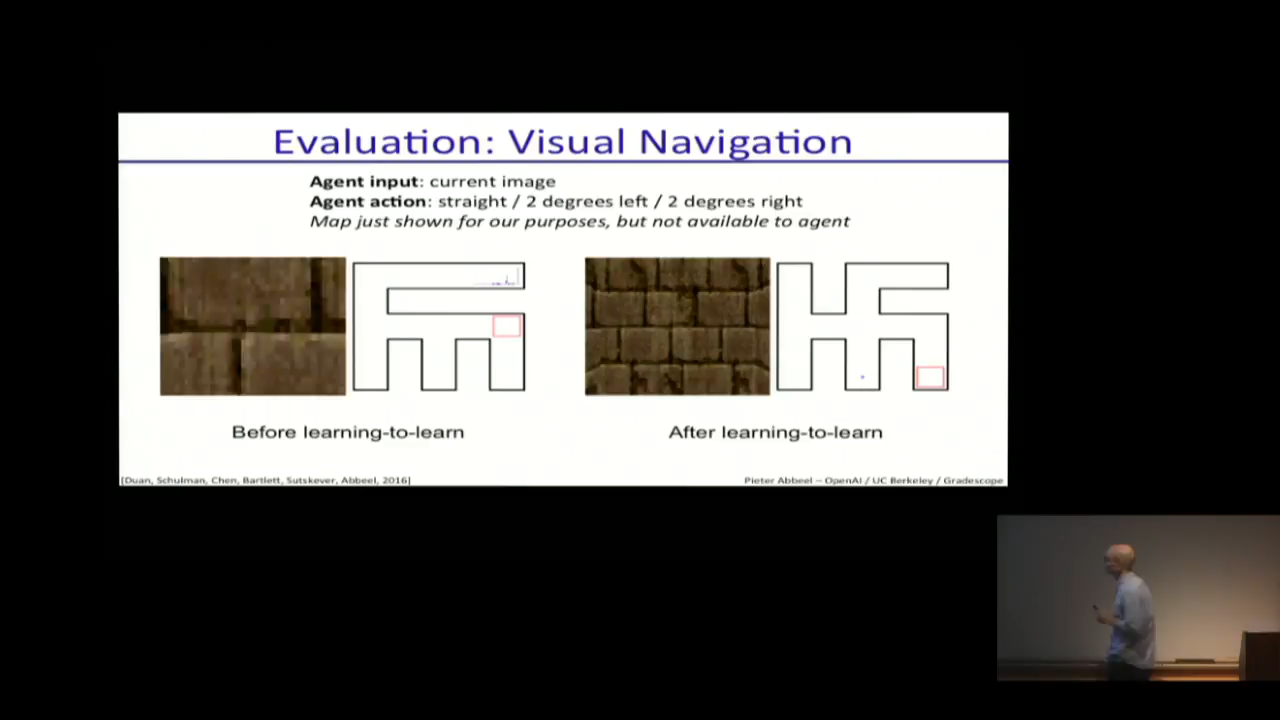 Evaluation: Visual Navigation
Agent input: current image
Agent action: straight / 2 degrees left / 2 degrees right
Map just shown for our purposes, but not available to agent
Before learning-to-learn
After learning-to-learn
[Duan, Schulman, Chen, Bartlett, Sutskever, Abbeel, 2016]
Pieter Abbeel – OpenAI / UC Berkeley / Gradescope